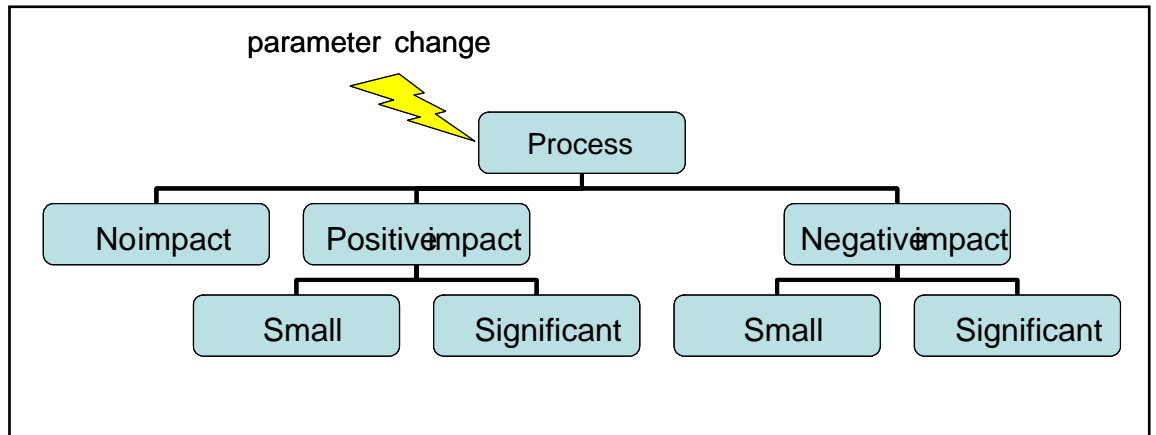 parameter change
Process
Noimpact
Positiveimpact
Negativeimpact
Small
Significant
Small
Significant